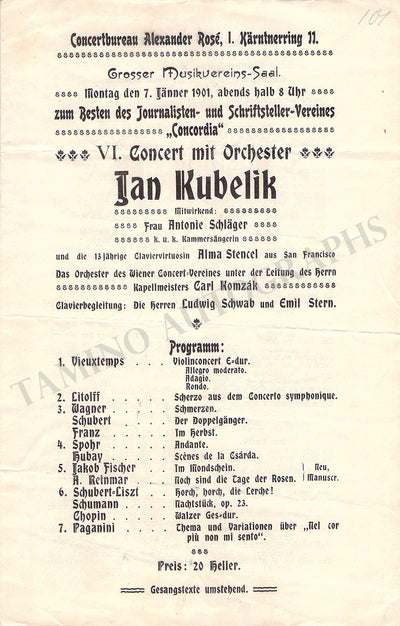 101
Concertbureau Alexander Rosé, I. Kärntnerring 11.
Grosser Musikvereins-Saal.
Montag den 7. Jänner 1901, abends halb 8 Uhr
zum Besten des Journalisten- und Schriftsteller-Vereines
„Concordia“
VI. Concert mit Orchester
Jan Kubelik
Mitwirkend:
Frau Antonie Schläger
k. u. k. Kammersängerin
und die 13jährige Claviervirtuosin Alma Stencel aus San Francisco
Das Orchester des Wiener Concert-Vereines unter der Leitung des Herrn
Kapellmeisters Carl Komzák
Clavierbegleitung: Die Herren Ludwig Schwab und Emil Stern.
TAMINO AUTOGRAPHS
Programm:
1. Vieuxtemps . . . Violinconcert E-dur.
Allegro moderato.
Adagio.
Rondo.
2. Litolff . . . . . Scherzo aus dem Concerto symphonique.
3. Wagner . . . . . Schmerzen.
Schubert . . . . Der Doppelgänger.
Franz . . . . . Im Herbst.
4. Spohr . . . . . Andante.
Hubay . . . . . Scènes de la Csárda.
5. Jakob Fischer . . Im Mondschein. } Neu,
A. Reinmar . . . Noch sind die Tage der Rosen. } Manuscr.
6. Schubert-Liszt . . Horch, horch, die Lerche!
Schumann . . . . Nachtstück, op. 23.
Chopin . . . . . Walzer Ges-dur.
7. Paganini . . . . Thema und Variationen über „Nel cor
più non mi sento“.
Preis: 20 Heller.
Gesangstexte umstehend.